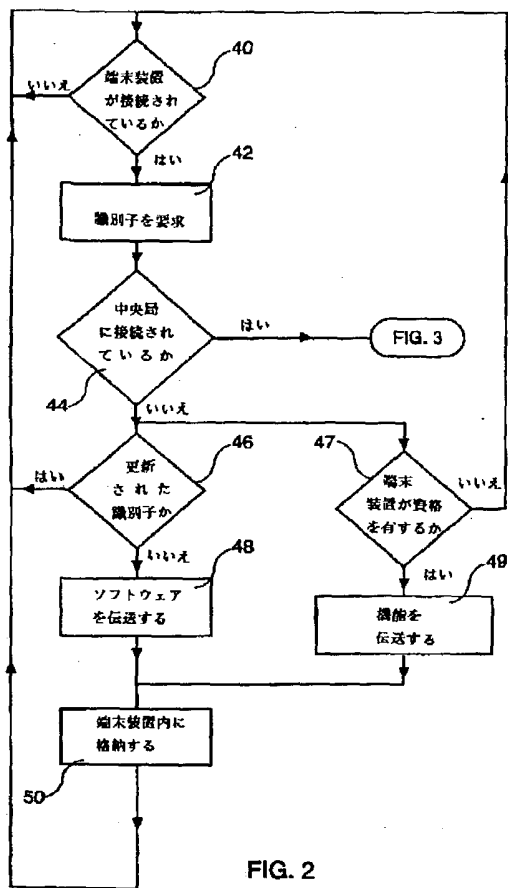 40
端末装置
が接続され
ているか
いいえ
はい
42
識別子を要求
中央局
に接続され
ているか
はい
FIG. 3
44
いいえ
46
更新
された
識別子か
はい
いいえ
47
端末
装置が資格
を有するか
いいえ
はい
48
ソフトウェア
を伝送する
49
機能を
伝送する
端末装置内に
格納する
50
FIG. 2